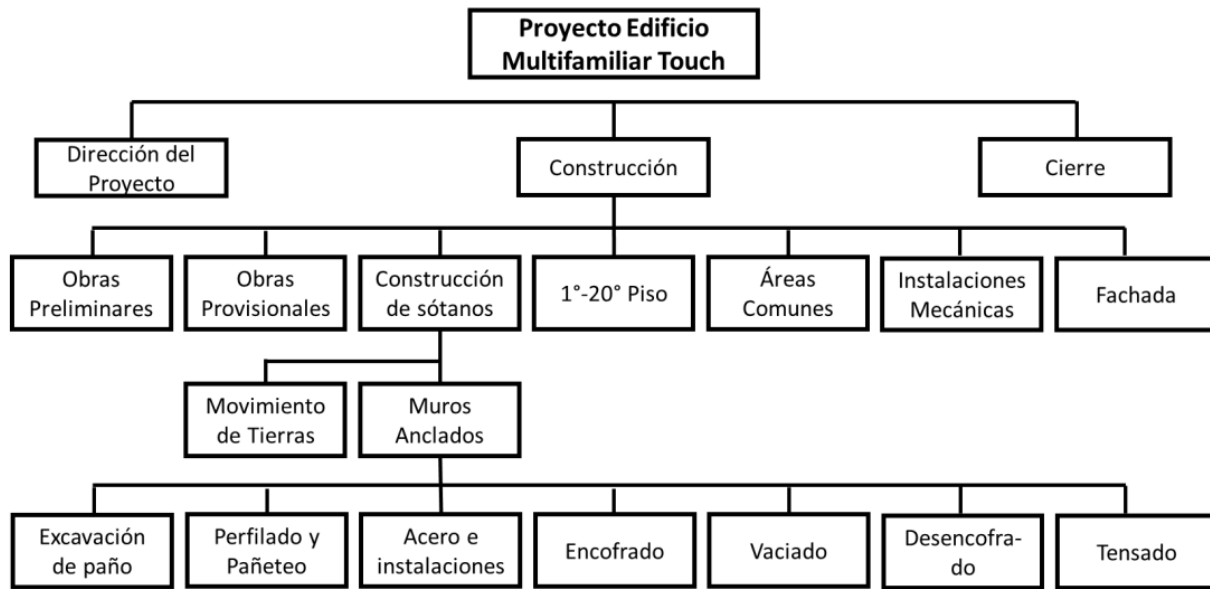 Proyecto Edificio
Multifamiliar Touch
Dirección del
Proyecto
Construcción
Cierre
Obras
Preliminares
Obras
Provisionales
Construcción
de sótanos
1°-20° Piso
Áreas
Comunes
Instalaciones
Mecánicas
Fachada
Movimiento
de Tierras
Muros
Anclados
Excavación
de paño
Perfilado y
Pañeteo
Acero e
instalaciones
Encofrado
Vaciado
Desencofra-
do
Tensado